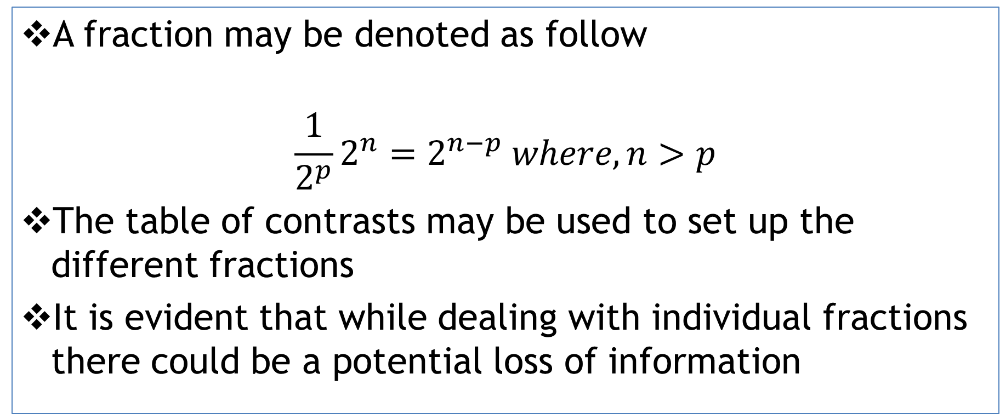 ❖A fraction may be denoted as follow
$\frac{1}{2^p} 2^n = 2^{n-p} \; where, n > p$
❖The table of contrasts may be used to set up the
different fractions
❖It is evident that while dealing with individual fractions
there could be a potential loss of information